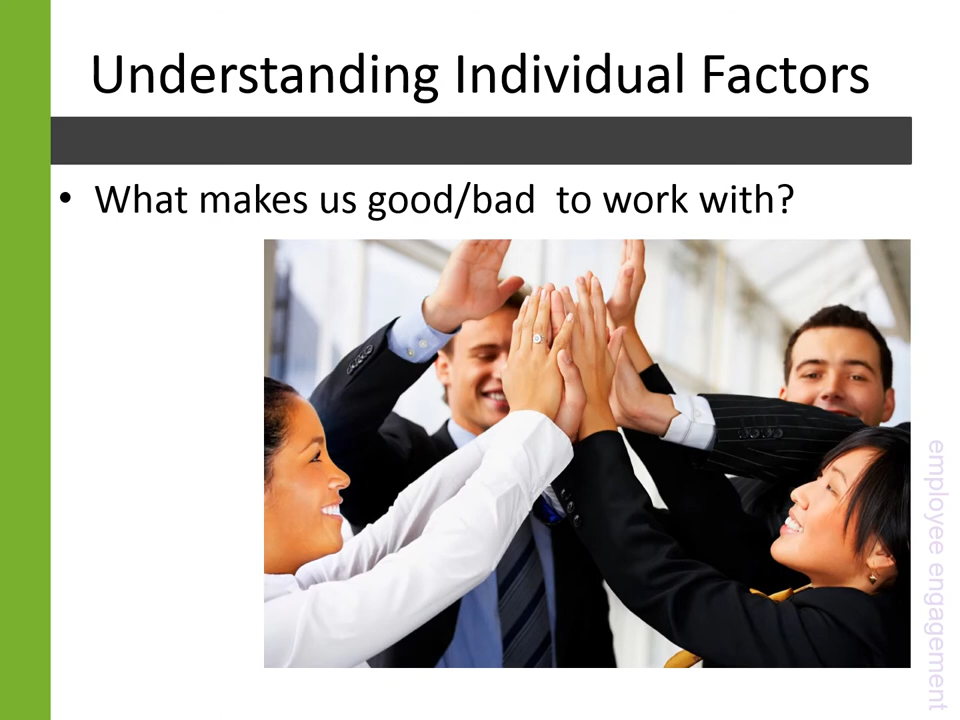 Understanding Individual Factors
• What makes us good/bad  to work with?
employee engagement